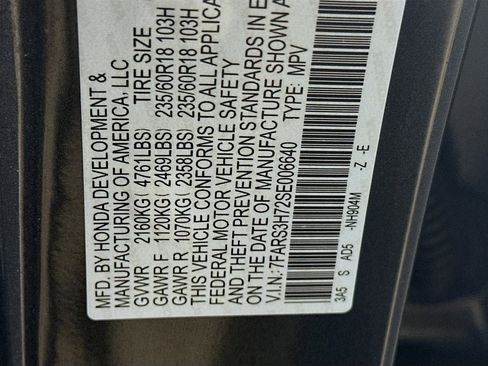 MFD. BY HONDA DEVELOPMENT &
MANUFACTURING OF AMERICA, LLC
GVWR 2160KG( 4761LBS) TIRE SIZE
GAWR F 1120KG( 2469LBS) 235/60R18 103H
GAWR R 1070KG( 2358LBS) 235/60R18 103H
THIS VEHICLE CONFORMS TO ALL APPLICA
FEDERAL MOTOR VEHICLE SAFETY
AND THEFT PREVENTION STANDARDS IN E
ON THE DATE OF MANUFACTURE SHOWN A
V.I.N.: 7FARS3H72SE006640 TYPE: MPV
3A5 S AD5 -NH904M -Z -E